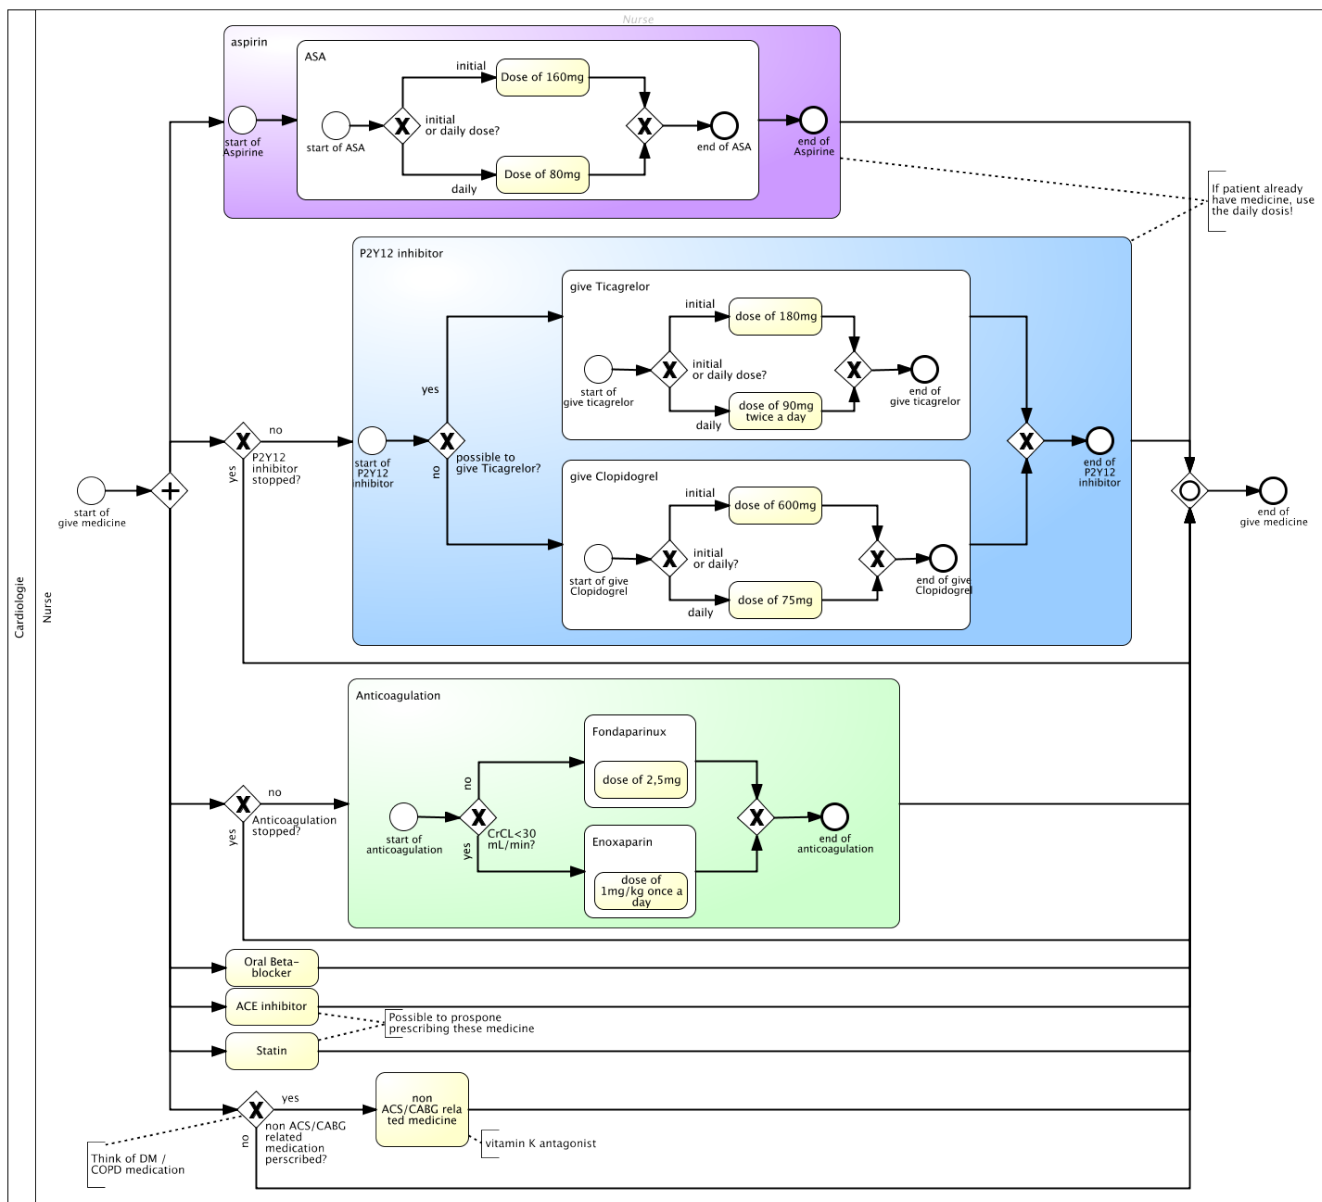 Nurse
Cardiologie
Nurse
aspirin
ASA
initial
Dose of 160mg
initial
or daily dose?
start of
Aspirine
start of ASA
end of ASA
end of
Aspirine
daily
Dose of 80mg
If patient already
have medicine, use
the daily dosis!
P2Y12 inhibitor
give Ticagrelor
initial
dose of 180mg
initial
or daily dose?
start of
give ticagrelor
end of
give ticagrelor
daily
dose of 90mg
twice a day
yes
no
P2Y12
inhibitor
stopped?
yes
start of
P2Y12
inhibitor
possible to
give Ticagrelor?
no
end of
P2Y12
inhibitor
give Clopidogrel
initial
dose of 600mg
initial
or daily?
start of give
Clopidogrel
end of give
Clopidogrel
daily
dose of 75mg
start of
give medicine
end of
give medicine
Anticoagulation
Fondaparinux
dose of 2,5mg
no
no
Anticoagulation
stopped?
yes
start of
anticoagulation
CrCL<30
mL/min?
yes
Enoxaparin
dose of
1mg/kg once a
day
end of
anticoagulation
Oral Beta-
blocker
ACE inhibitor
Possible to prospone
prescribing these medicine
Statin
yes
non
ACS/CABG rela
ted medicine
non ACS/CABG
related
medication
perscribed?
no
vitamin K antagonist
Think of DM /
COPD medication